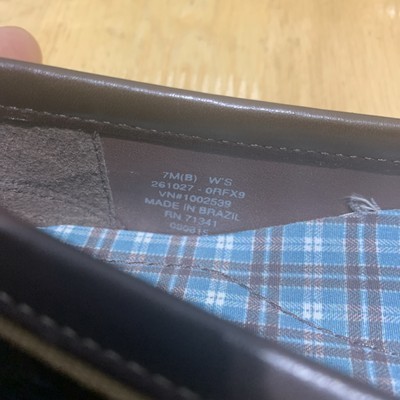 7M(B) W'S
261027 - 0RFX9
VN#1002539
MADE IN BRAZIL
RN 71341